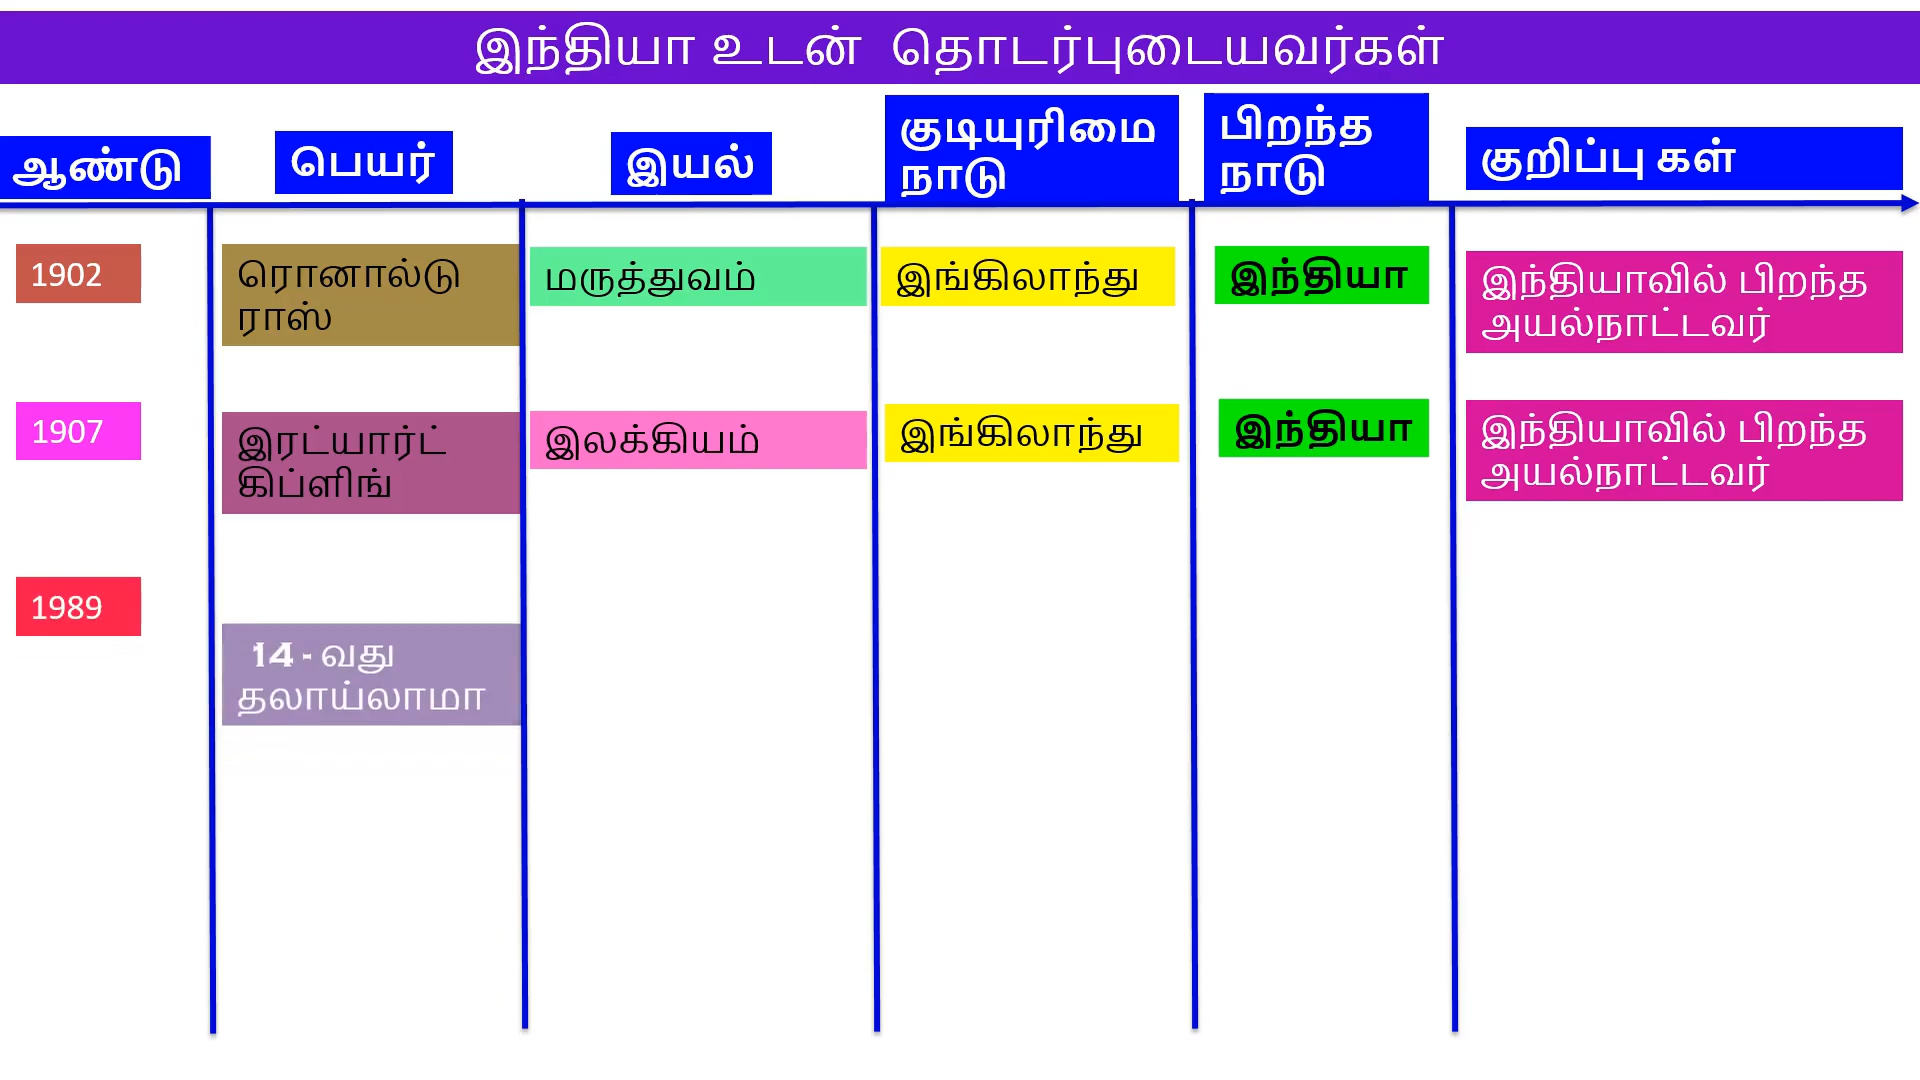 இந்தியா உடன் தொடர்புடையவர்கள்
ஆண்டு
பெயர்
இயல்
குடியுரிமை
நாடு
பிறந்த
நாடு
குறிப்பு கள்
1902
ரொனால்டு
ராஸ்
மருத்துவம்
இங்கிலாந்து
இந்தியா
இந்தியாவில் பிறந்த
அயல்நாட்டவர்
1907
இரட்யார்ட்
கிப்ளிங்
இலக்கியம்
இங்கிலாந்து
இந்தியா
இந்தியாவில் பிறந்த
அயல்நாட்டவர்
1989
14 - வது
தலாய்லாமா